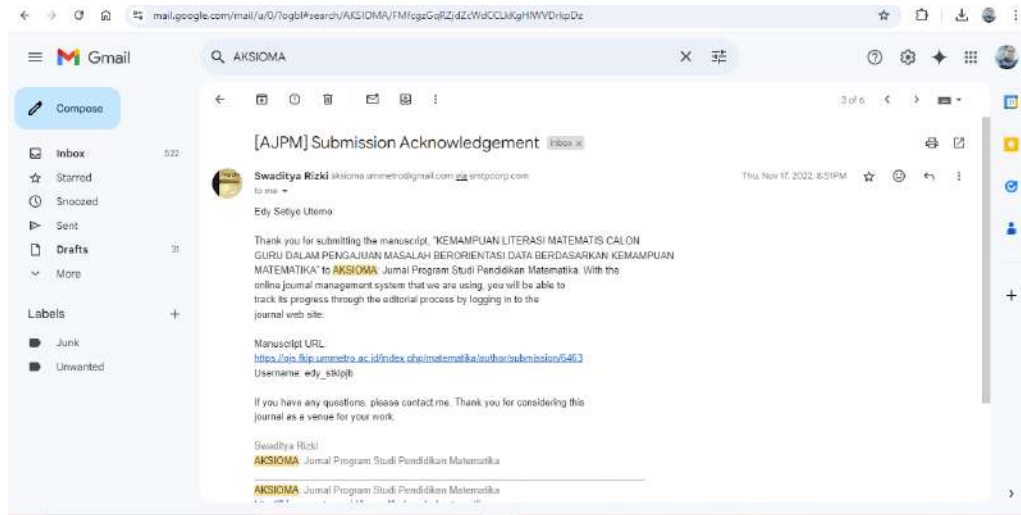 mail.google.com/mail/u/0/?ogbl#search/AKSIOMA/
Gmail
AKSIOMA
Compose
3 of 6
Inbox 522
Starred
Snoozed
Sent
Drafts 31
More
Labels
Junk
Unwanted
[AJPM] Submission Acknowledgement Inbox x
Swaditya Rizki via smtpcorp.com
Thu, Nov 17, 2022, 8:51PM
to me
Edy Setiyo Utomo:
Thank you for submitting the manuscript, "KEMAMPUAN LITERASI MATEMATIS CALON
GURU DALAM PENGAJUAN MASALAH BERORIENTASI DATA BERDASARKAN KEMAMPUAN
MATEMATIKA" to AKSIOMA: Jurnal Program Studi Pendidikan Matematika. With the
online journal management system that we are using, you will be able to
track its progress through the editorial process by logging in to the
journal web site:
Manuscript URL:
https://ojs.fkip.ummetro.ac.id/index.php/matematika/author/submission/6463
Username: edy_stkipjb
If you have any questions, please contact me. Thank you for considering this
journal as a venue for your work.
Swaditya Rizki
AKSIOMA: Jurnal Program Studi Pendidikan Matematika
AKSIOMA: Jurnal Program Studi Pendidikan Matematika